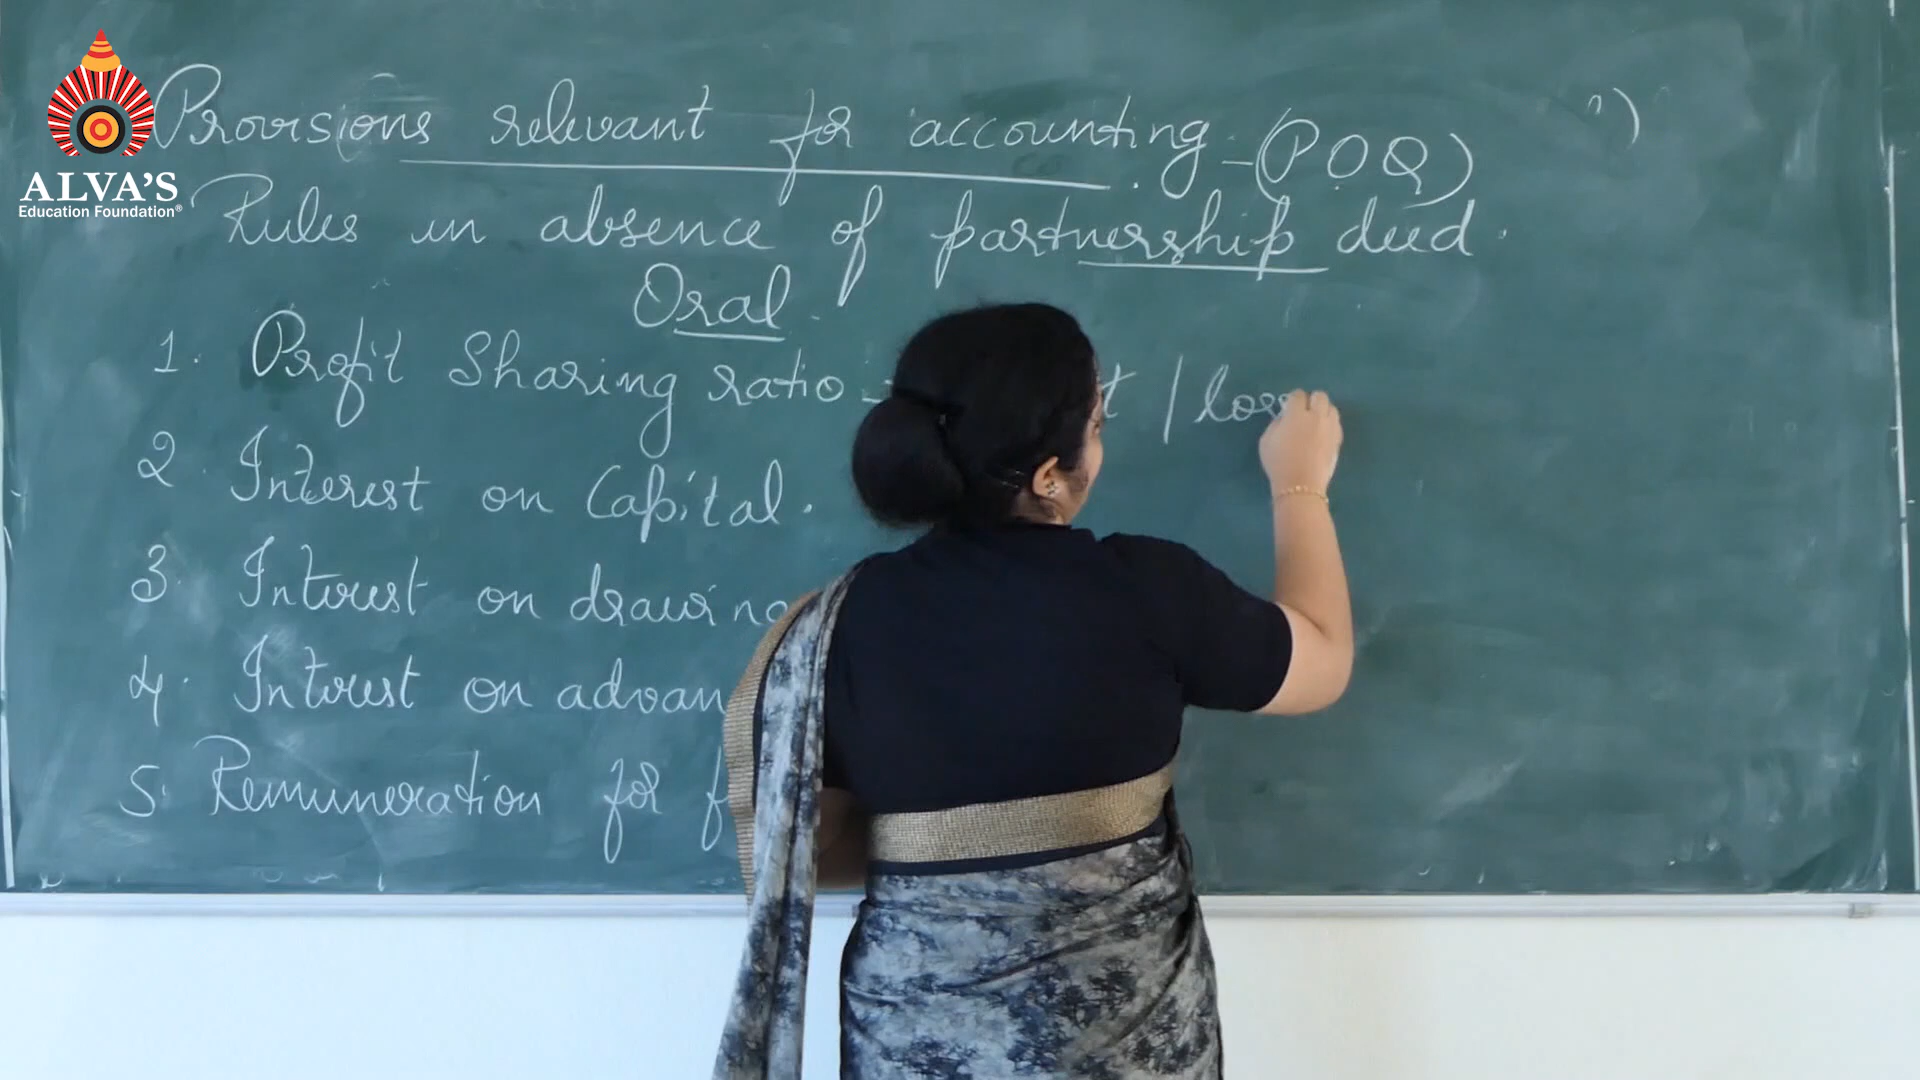 ALVA'S
Education Foundation®
Provisions relevant for accounting - (POQ)
Rules in absence of partnership deed.
Oral
1. Profit Sharing ratio - / loss
2. Interest on Capital.
3. Interest on drawing
4. Interest on advan
5. Remuneration for